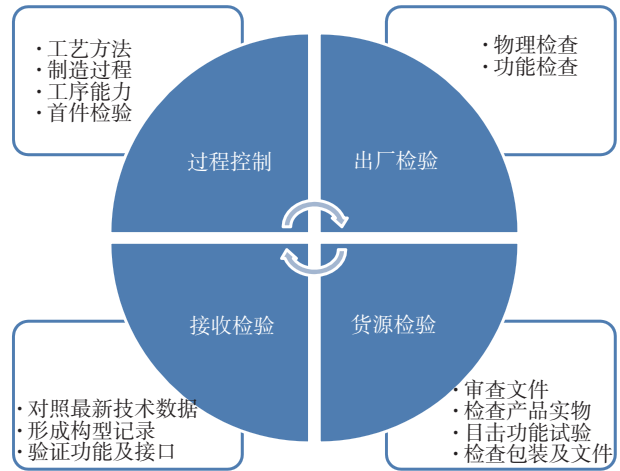 ·工艺方法
·制造过程
·工序能力
·首件检验
·物理检查
·功能检查
过程控制
出厂检验
接收检验
货源检验
·对照最新技术数据
·形成构型记录
·验证功能及接口
·审查文件
·检查产品实物
·目击功能试验
·检查包装及文件